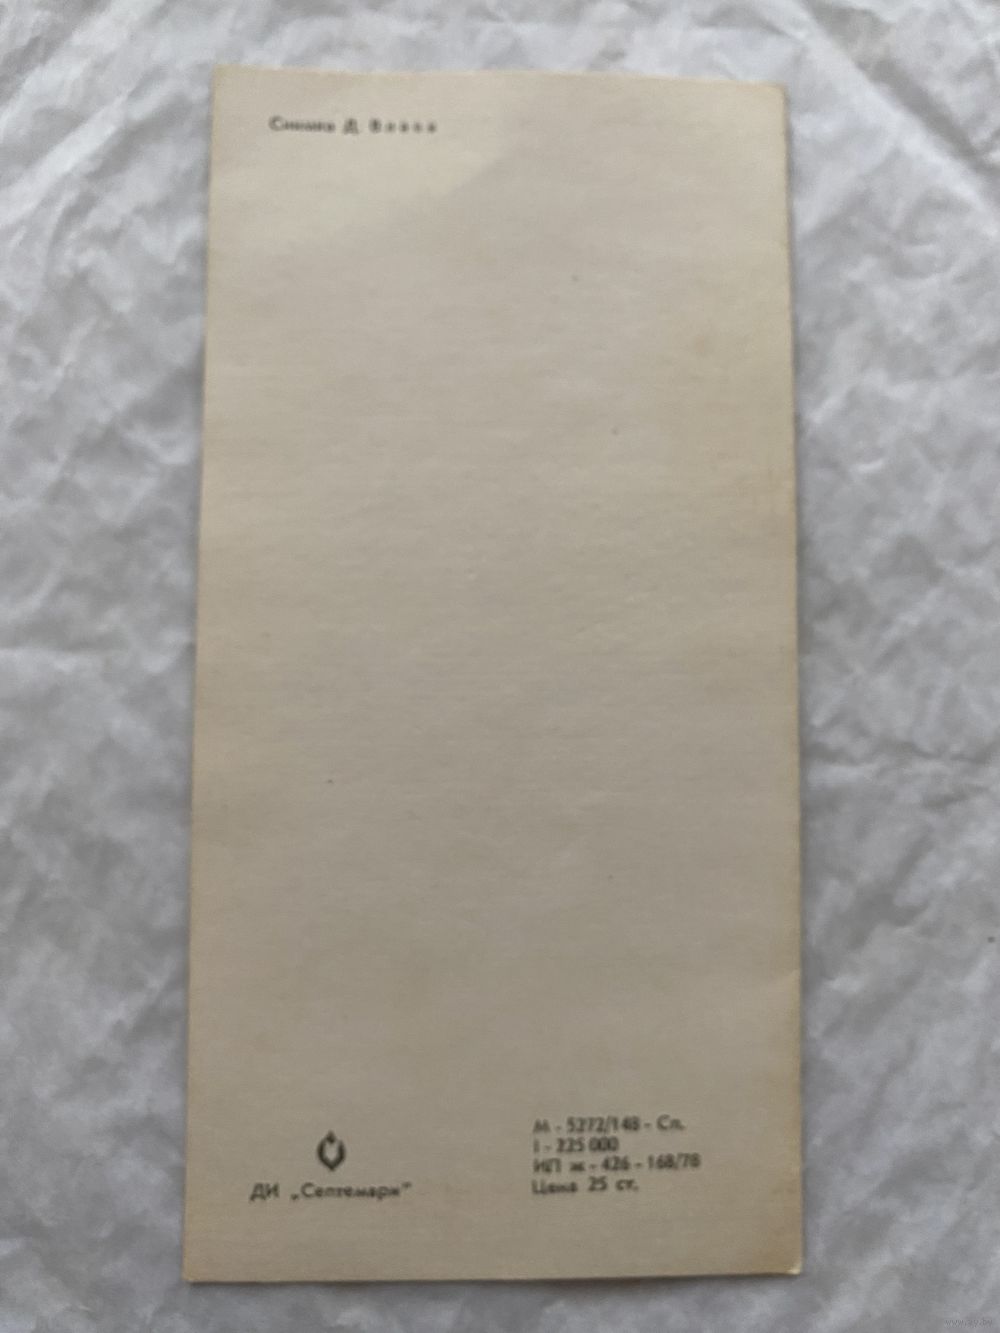 Снимка Д.
ДИ „Септември“
М - 5272/148 - Сл.
I - 225 000
ИП ж - 426 - 168/78
Цена 25 ст.